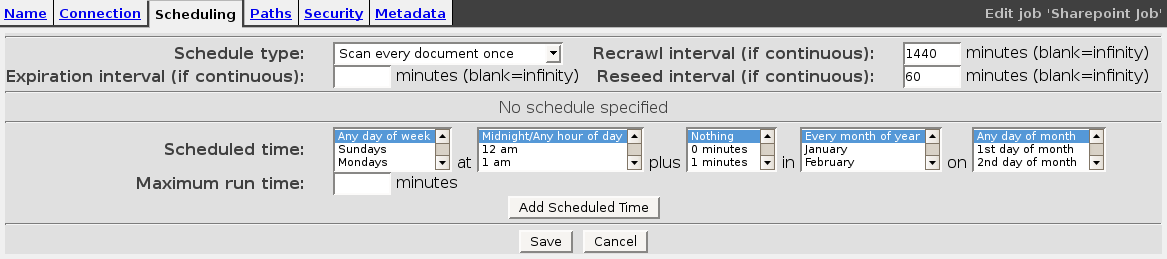 Name Connection Scheduling Paths Security Metadata Edit job 'Sharepoint Job'
Schedule type: Scan every document once Recrawl interval (if continuous): 1440 minutes (blank=infinity)
Expiration interval (if continuous): minutes (blank=infinity) Reseed interval (if continuous): 60 minutes (blank=infinity)
No schedule specified
Scheduled time: Any day of week Sundays Mondays at Midnight/Any hour of day 12 am 1 am plus Nothing 0 minutes 1 minutes in Every month of year January February on Any day of month 1st day of month 2nd day of month
Maximum run time: minutes
Add Scheduled Time
Save Cancel